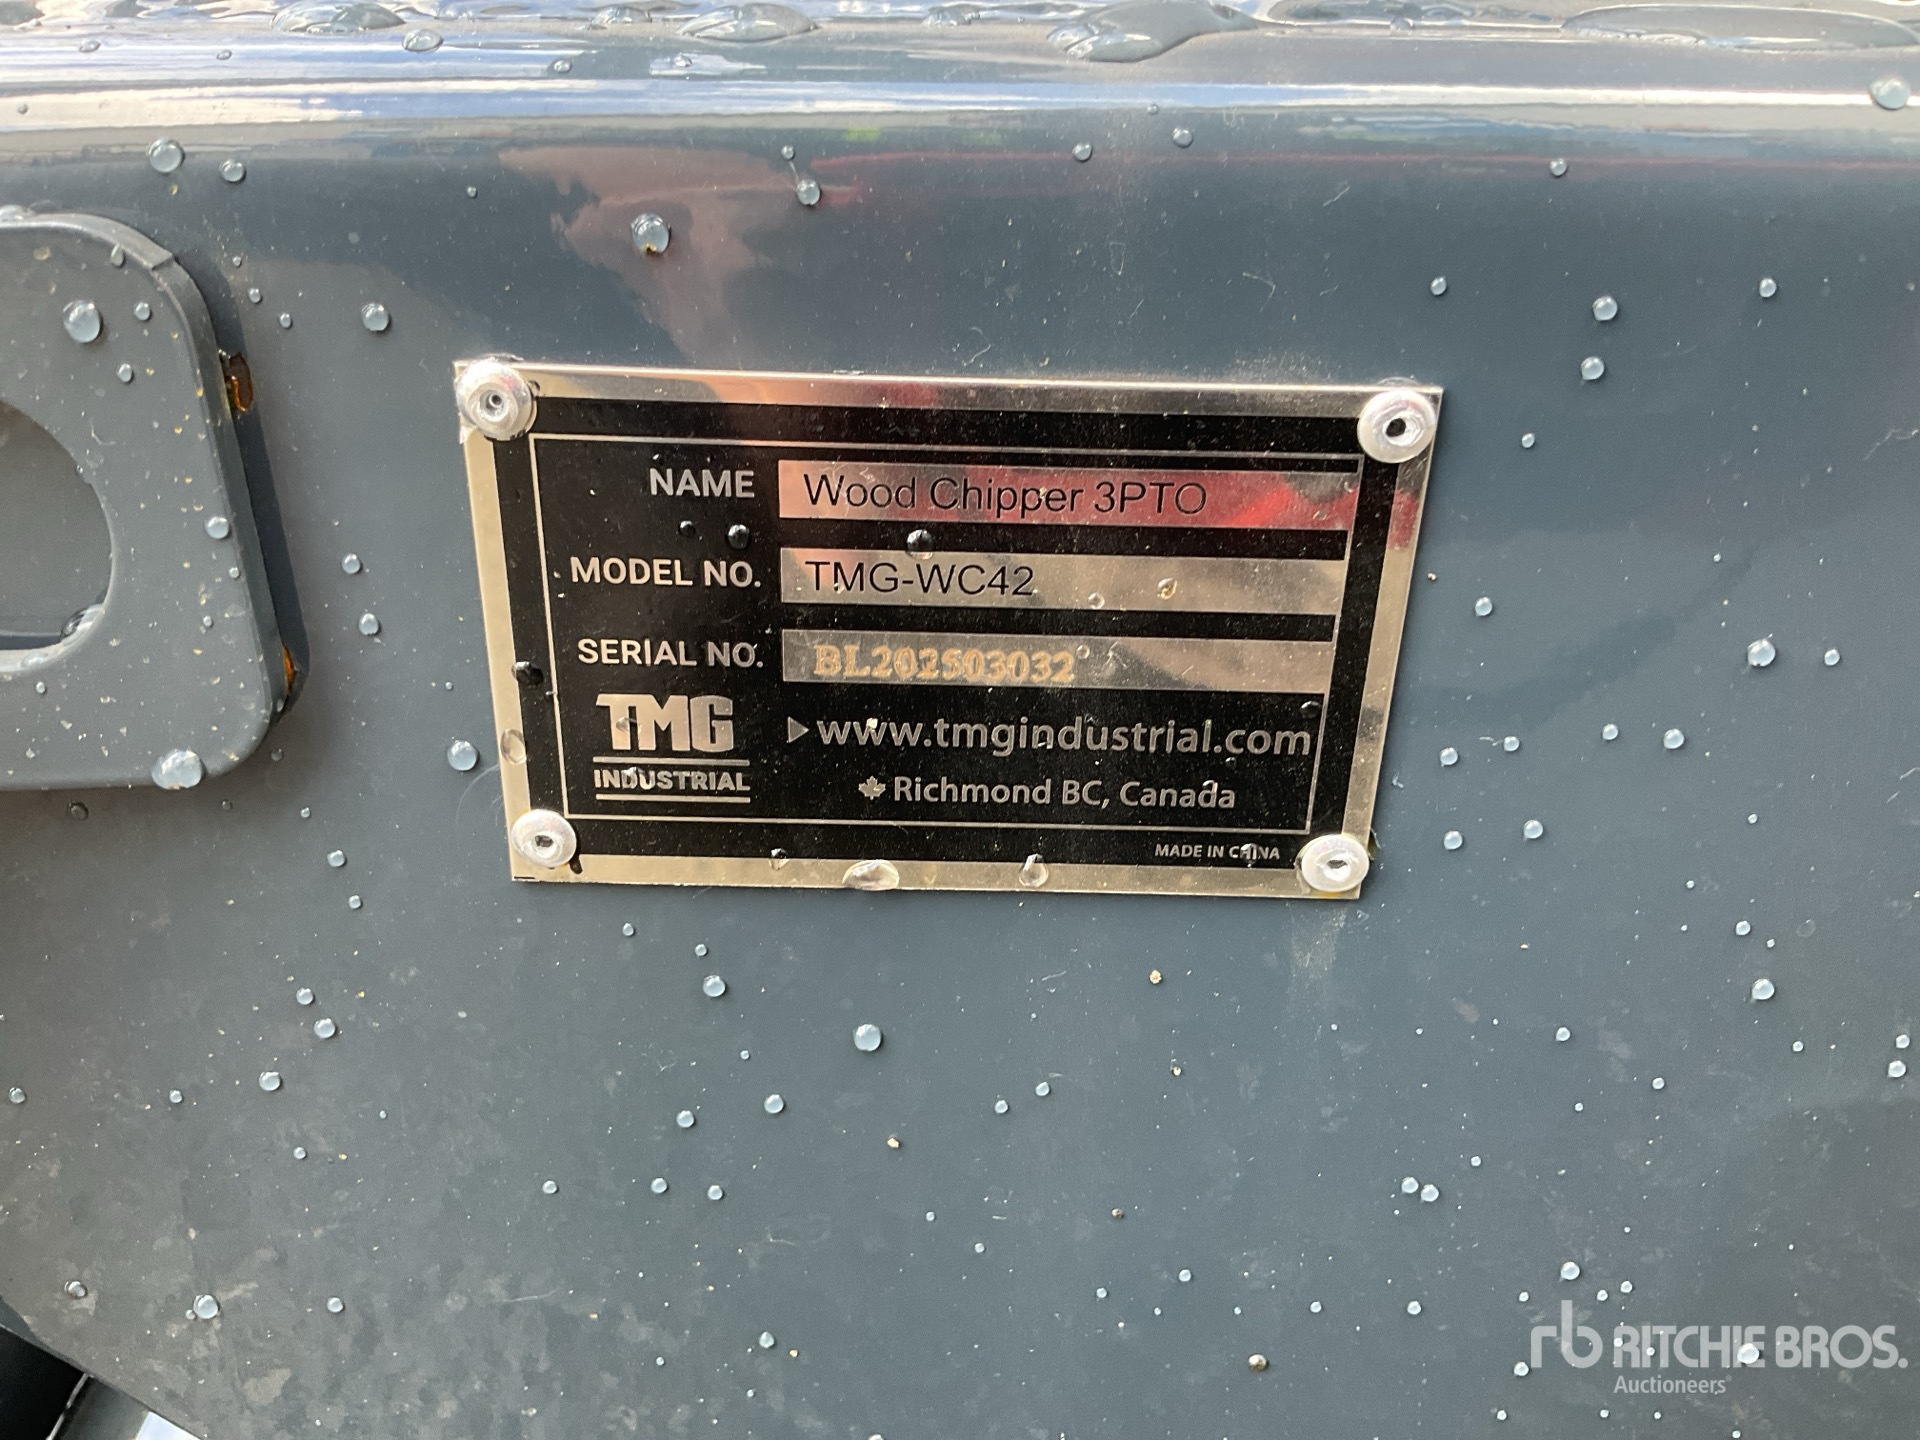 NAME Wood Chipper 3PTO
MODEL NO. TMG-WC42
SERIAL NO. BL202503032
TMG
INDUSTRIAL
www.tmgindustrial.com
Richmond BC, Canada
MADE IN CHINA
rb RITCHIE BROS.
Auctioneers